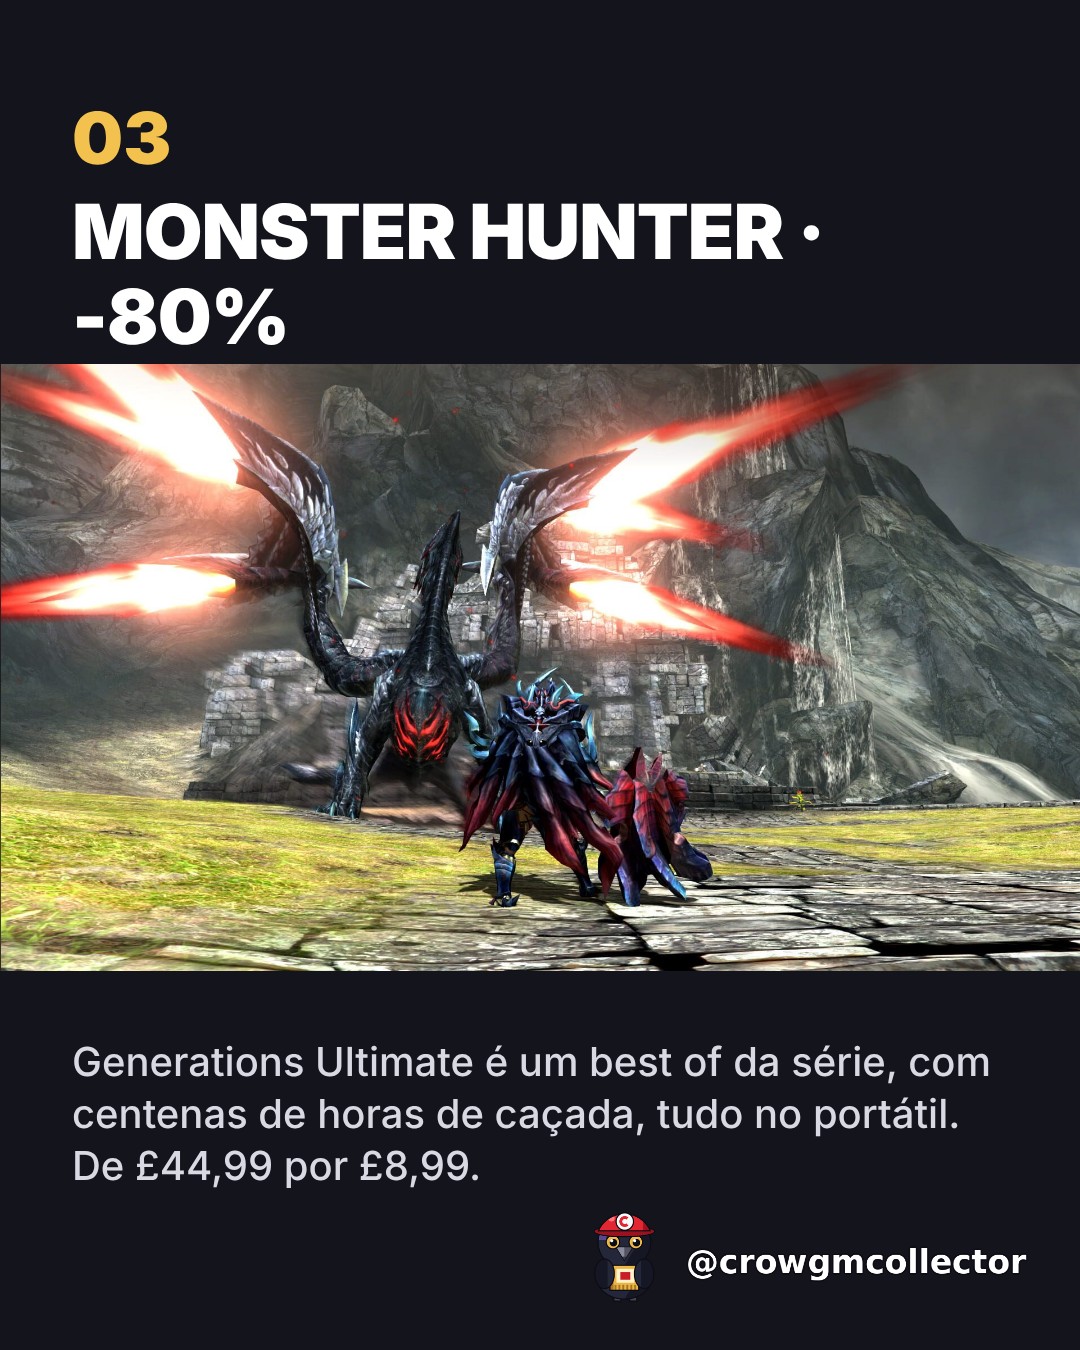 03
MONSTER HUNTER ·
-80%
Generations Ultimate é um best of da série, com
centenas de horas de caçada, tudo no portátil.
De £44,99 por £8,99.
C
@crowgmcollector